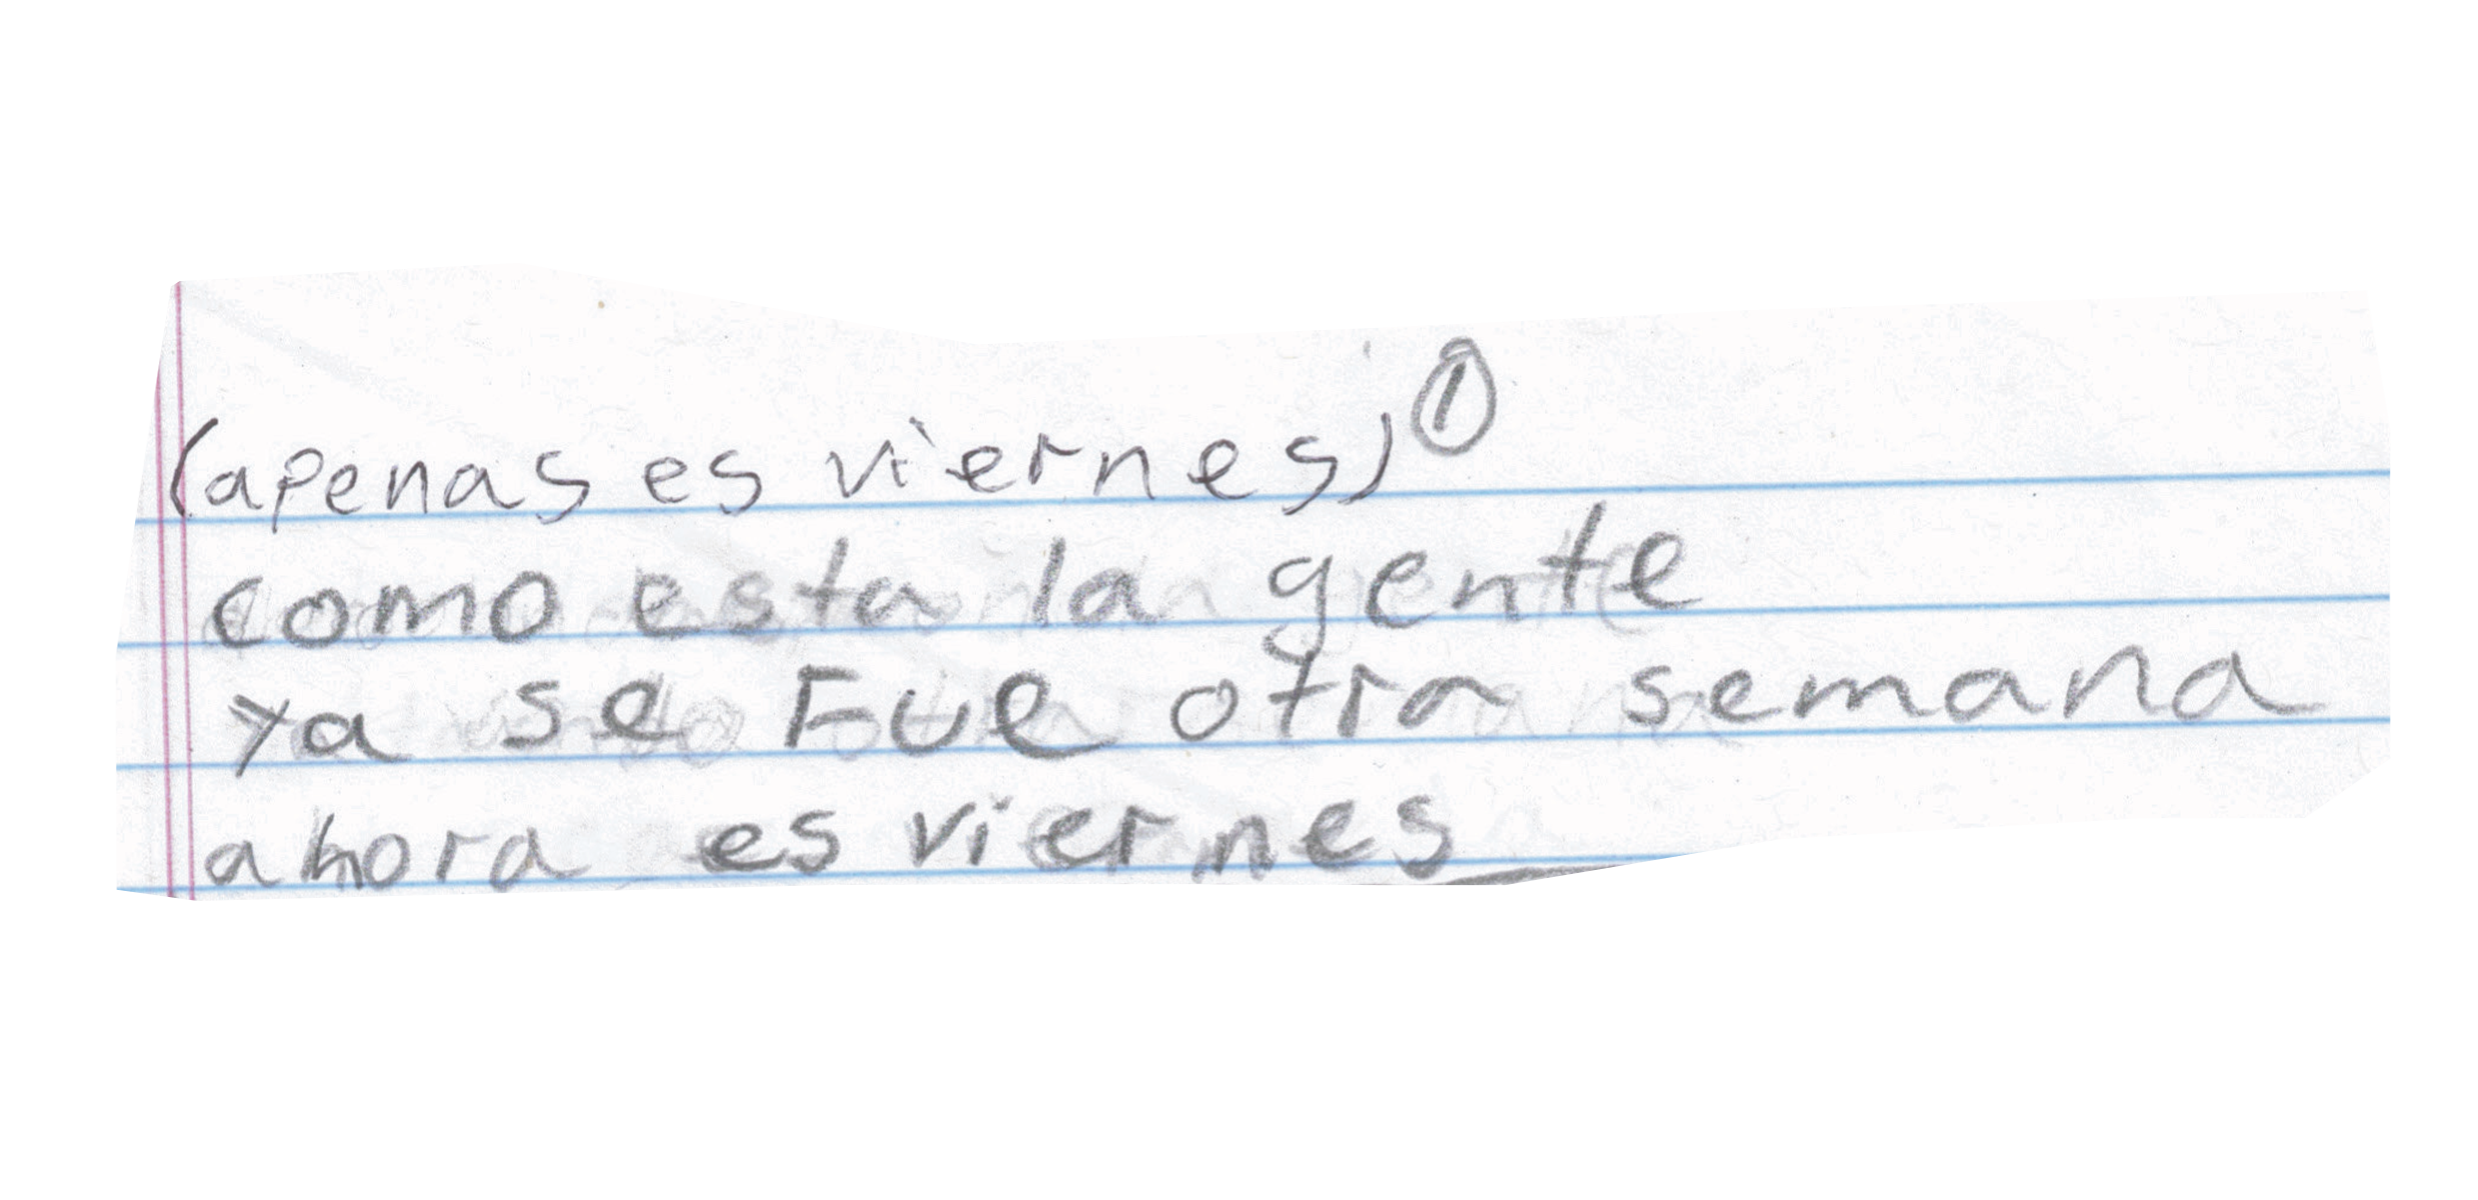 (apenas es viernes) ①
como esta la gente
ya se Fue otra semana
ahora es viernes